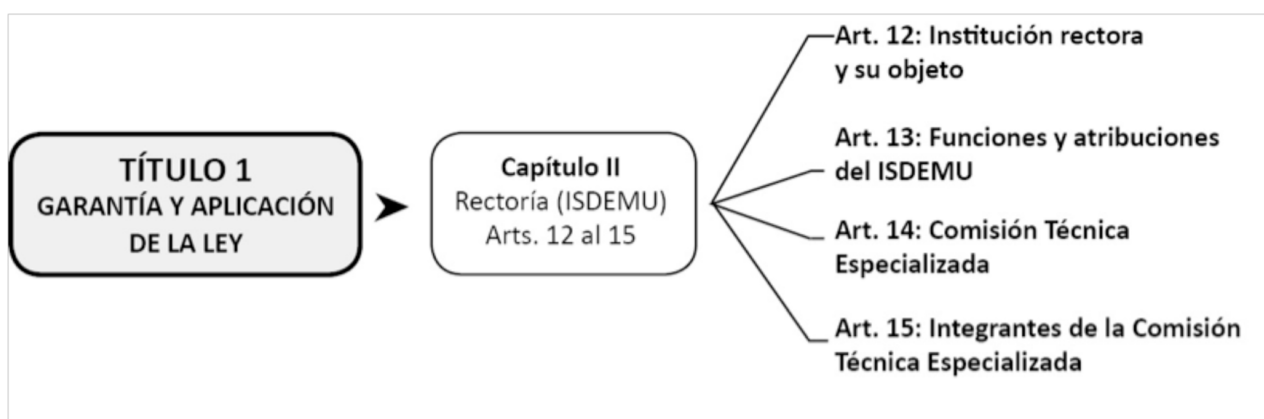 TÍTULO 1
GARANTÍA Y APLICACIÓN
DE LA LEY
Capítulo II
Rectoría (ISDEMU)
Arts. 12 al 15
Art. 12: Institución rectora
y su objeto
Art. 13: Funciones y atribuciones
del ISDEMU
Art. 14: Comisión Técnica
Especializada
Art. 15: Integrantes de la Comisión
Técnica Especializada